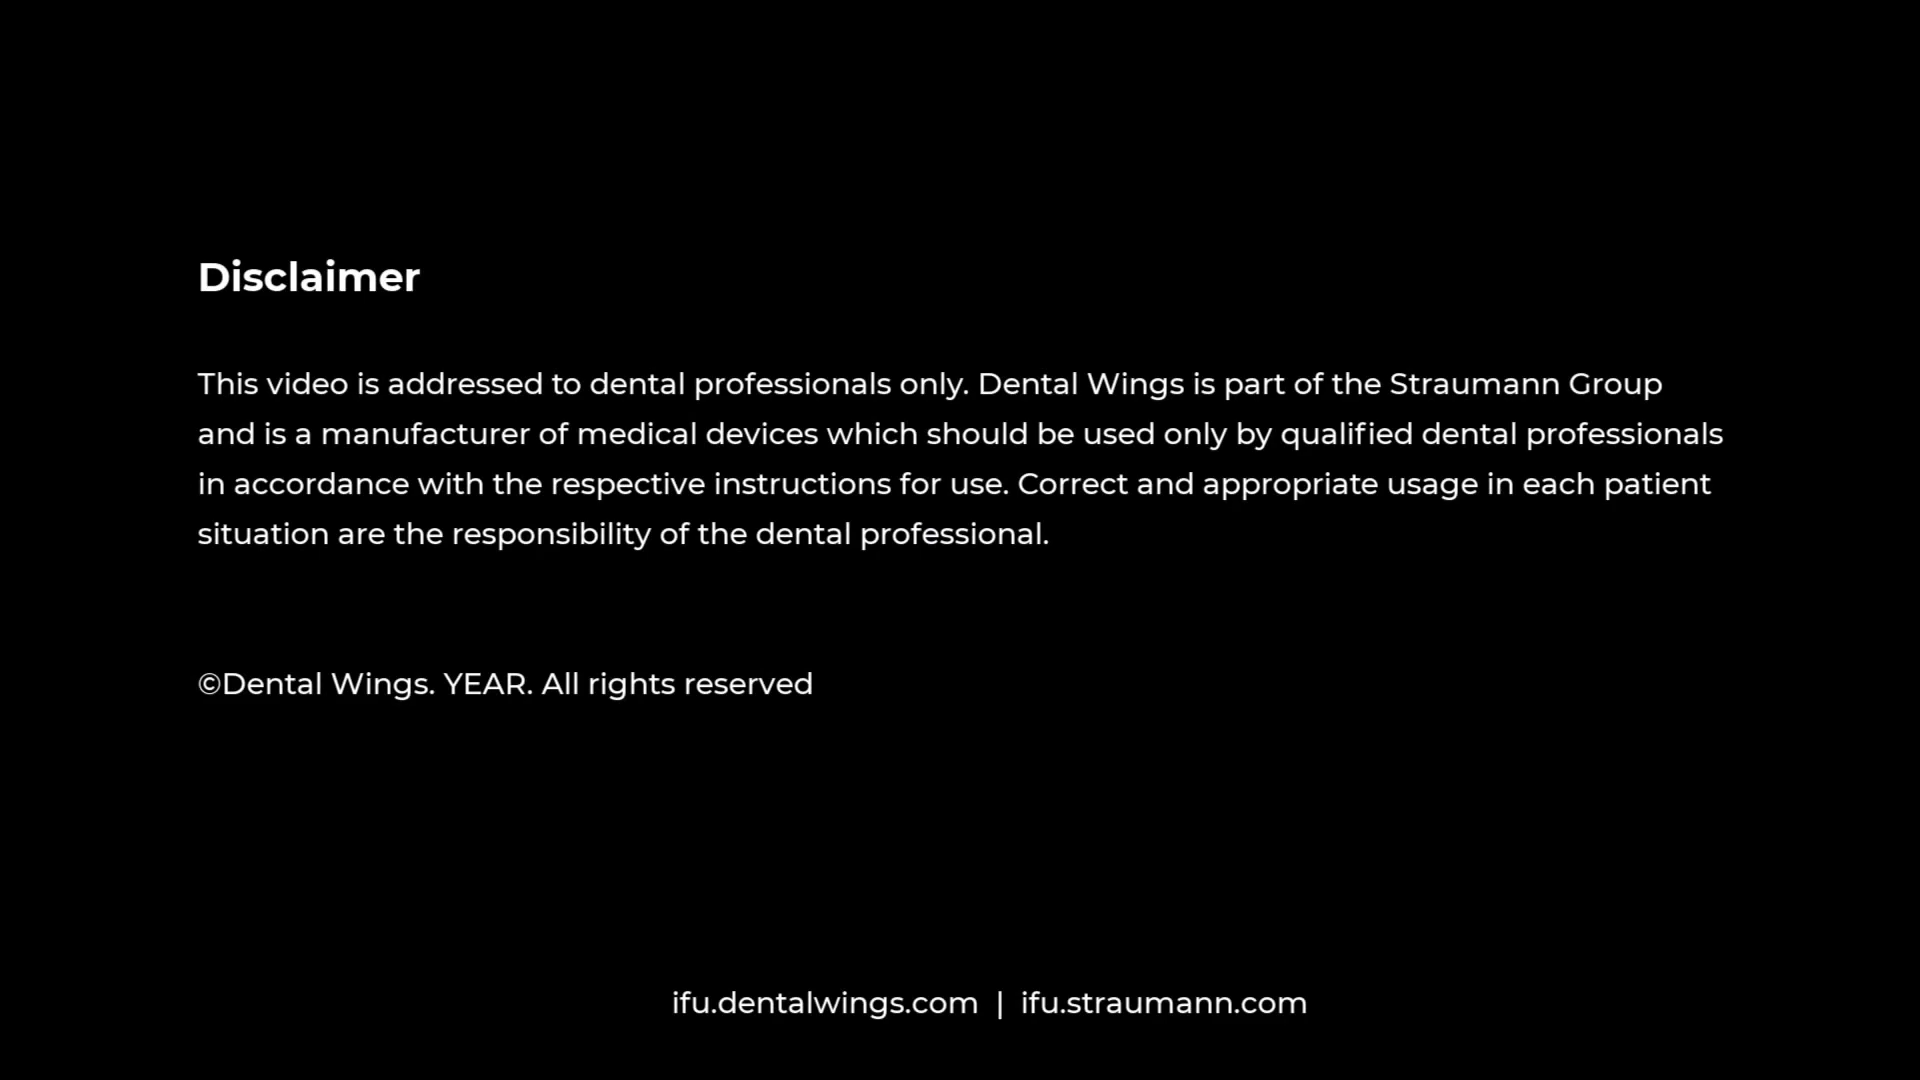 Disclaimer
This video is addressed to dental professionals only. Dental Wings is part of the Straumann Group
and is a manufacturer of medical devices which should be used only by qualified dental professionals
in accordance with the respective instructions for use. Correct and appropriate usage in each patient
situation are the responsibility of the dental professional.
©Dental Wings. YEAR. All rights reserved
ifu.dentalwings.com | ifu.straumann.com